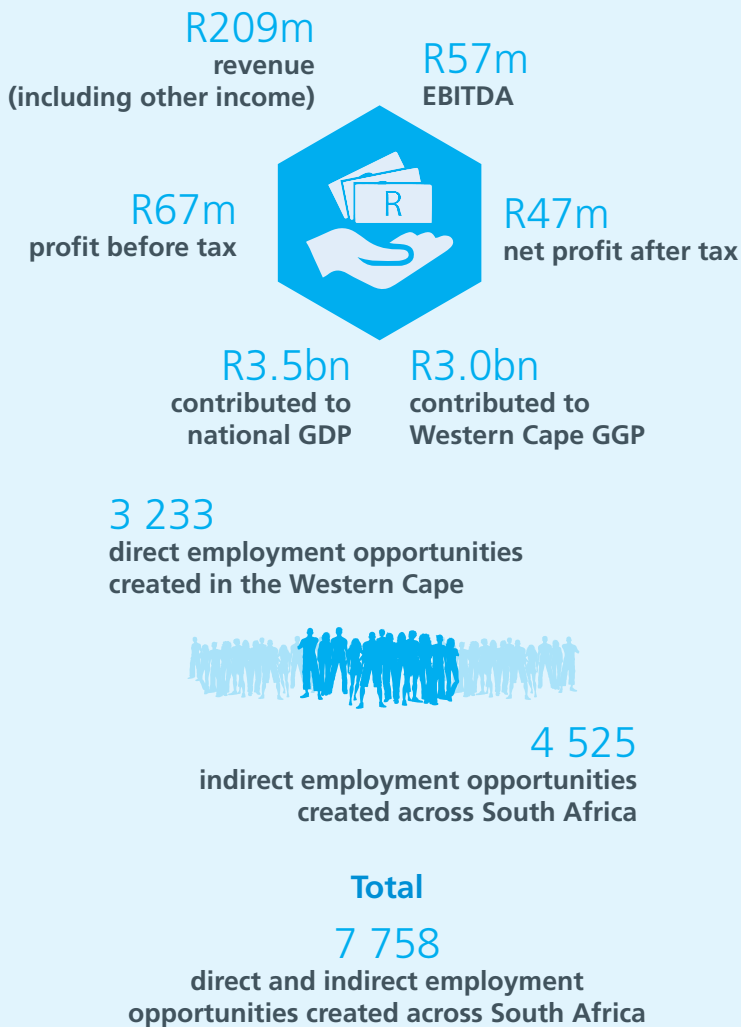 R209m
revenue
(including other income)
R57m
EBITDA
R
R67m
profit before tax
R47m
net profit after tax
R3.5bn
contributed to
national GDP
R3.0bn
contributed to
Western Cape GGP
3 233
direct employment opportunities
created in the Western Cape
4 525
indirect employment opportunities
created across South Africa
Total
7 758
direct and indirect employment
opportunities created across South Africa